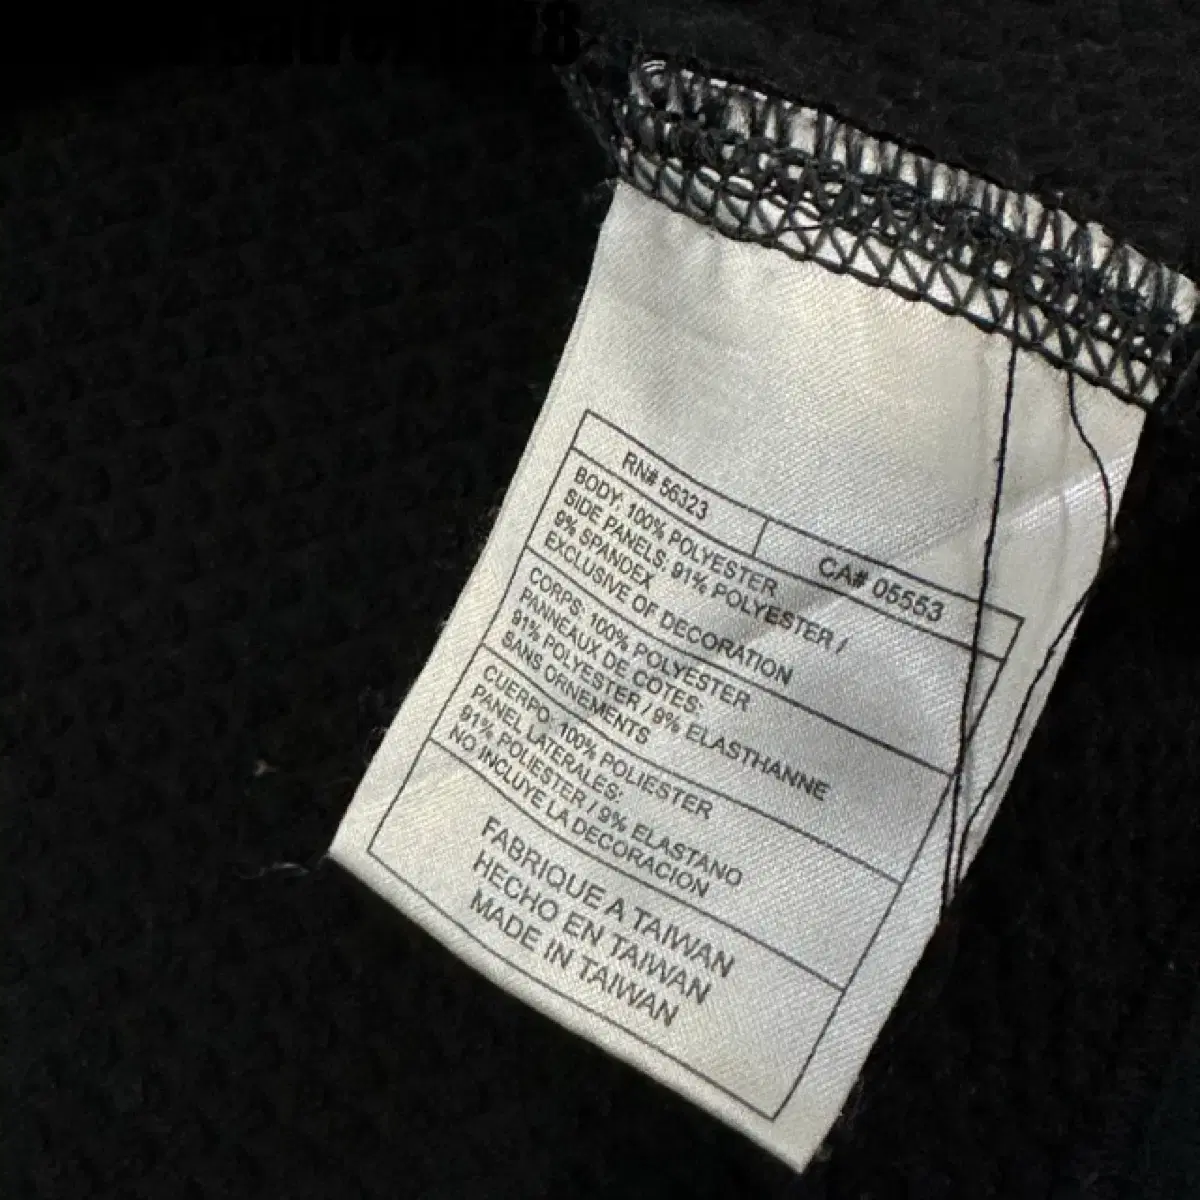 RN# 56323
CA# 05553
BODY: 100% POLYESTER
SIDE PANELS: 91% POLYESTER /
9% SPANDEX
EXCLUSIVE OF DECORATION
CORPS: 100% POLYESTER
PANNEAUX DE COTES:
91% POLYESTER / 9% ELASTHANNE
SANS ORNEMENTS
CUERPO: 100% POLIESTER
PANEL LATERALES:
91% POLIESTER / 9% ELASTANO
NO INCLUYE LA DECORACION
FABRIQUE A TAIWAN
HECHO EN TAIWAN
MADE IN TAIWAN